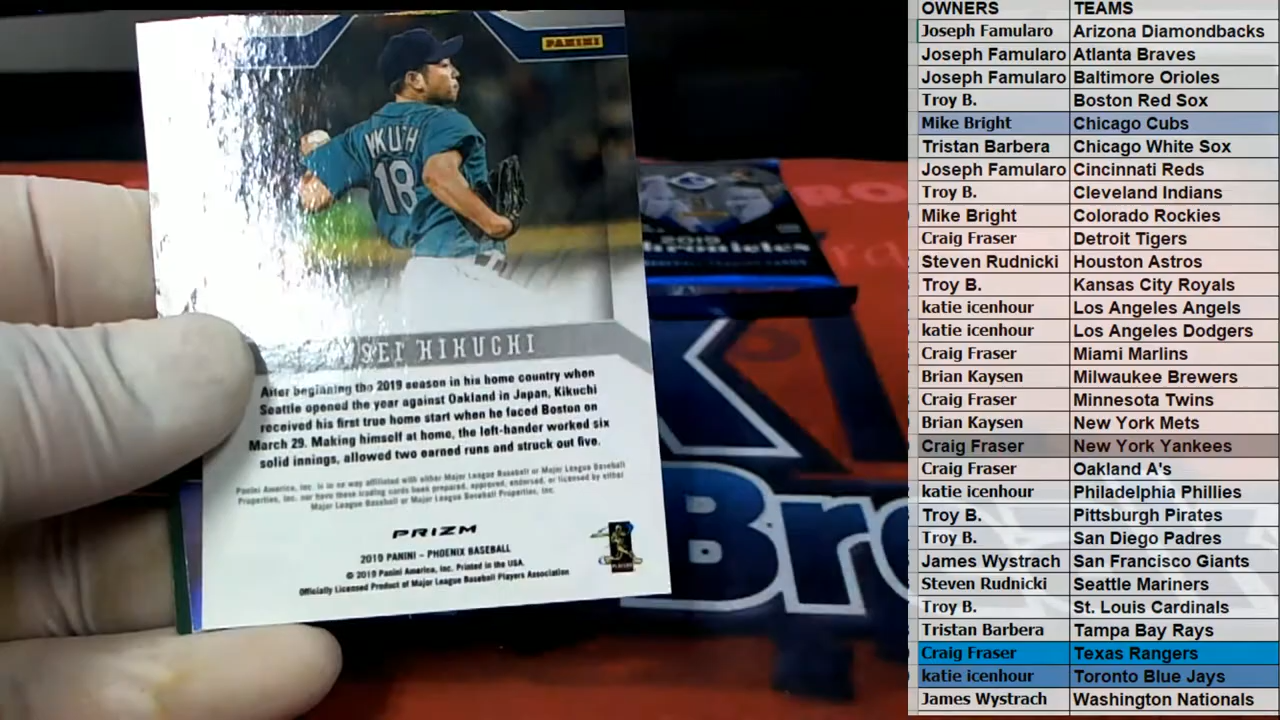 PANINI
18
SEI KIKUCHI
After beginning the 2019 season in his home country when
Seattle opened the year against Oakland in Japan, Kikuchi
received his first true home start when he faced Boston on
March 29. Making himself at home, the left-hander worked six
solid innings, allowed two earned runs and struck out five.
Panini America, Inc. is in no way affiliated with either Major League Baseball or Major League Baseball
Properties, Inc. nor have these trading cards been prepared, approved, endorsed, or licensed by either
Major League Baseball or Major League Baseball Properties, Inc.
PRIZM
2019 PANINI – PHOENIX BASEBALL
© 2019 Panini America, Inc. Printed in the USA.
Officially Licensed Product of Major League Baseball Players Association
2019
hronicles
RO
Bre
OWNERS TEAMS
Joseph Famularo Arizona Diamondbacks
Joseph Famularo Atlanta Braves
Joseph Famularo Baltimore Orioles
Troy B. Boston Red Sox
Mike Bright Chicago Cubs
Tristan Barbera Chicago White Sox
Joseph Famularo Cincinnati Reds
Troy B. Cleveland Indians
Mike Bright Colorado Rockies
Craig Fraser Detroit Tigers
Steven Rudnicki Houston Astros
Troy B. Kansas City Royals
katie icenhour Los Angeles Angels
katie icenhour Los Angeles Dodgers
Craig Fraser Miami Marlins
Brian Kaysen Milwaukee Brewers
Craig Fraser Minnesota Twins
Brian Kaysen New York Mets
Craig Fraser New York Yankees
Craig Fraser Oakland A's
katie icenhour Philadelphia Phillies
Troy B. Pittsburgh Pirates
Troy B. San Diego Padres
James Wystrach San Francisco Giants
Steven Rudnicki Seattle Mariners
Troy B. St. Louis Cardinals
Tristan Barbera Tampa Bay Rays
Craig Fraser Texas Rangers
katie icenhour Toronto Blue Jays
James Wystrach Washington Nationals